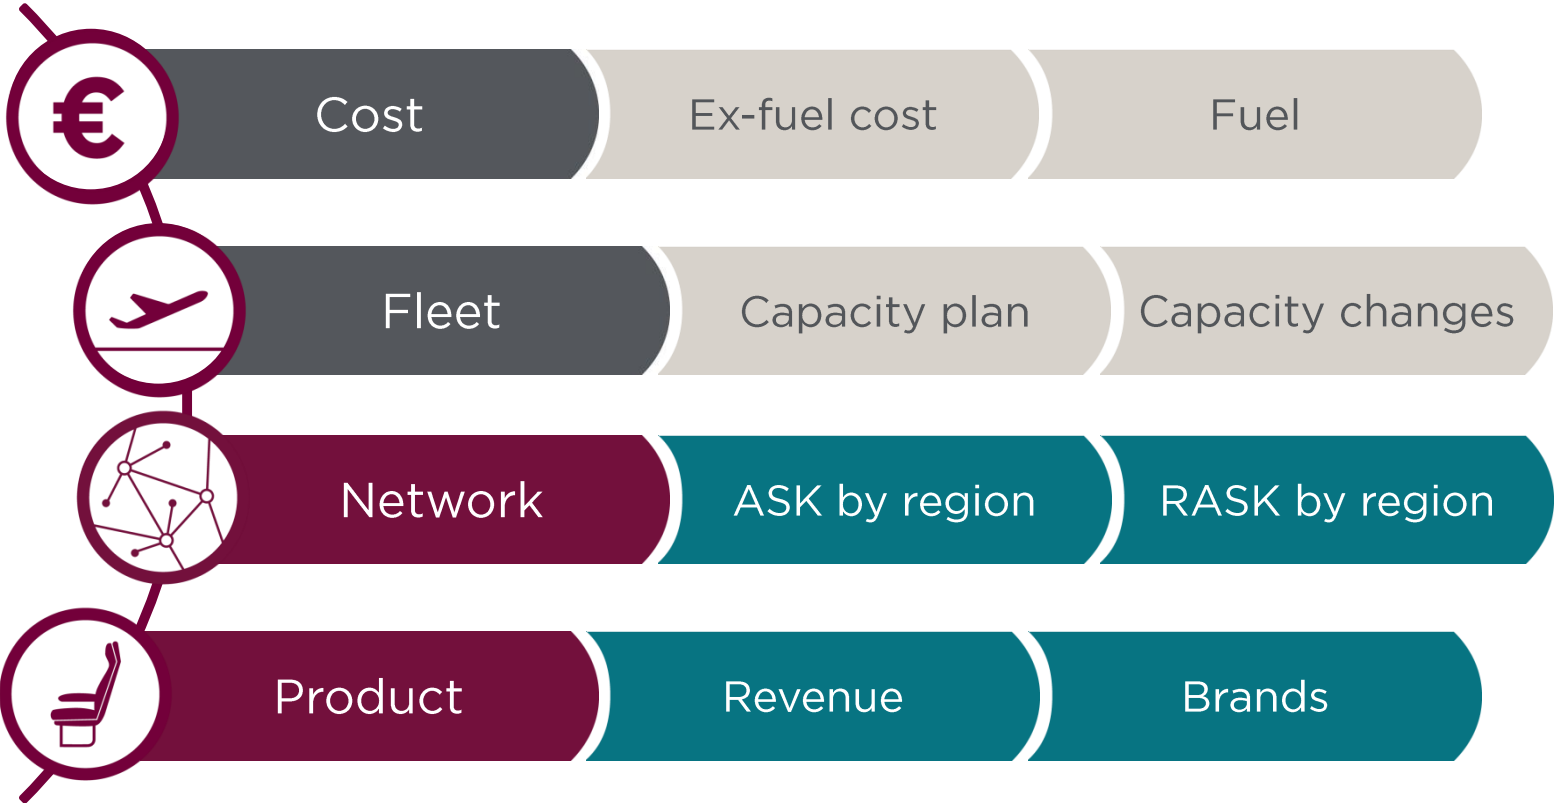 €
Cost
Ex-fuel cost
Fuel
Fleet
Capacity plan
Capacity changes
Network
ASK by region
RASK by region
Product
Revenue
Brands